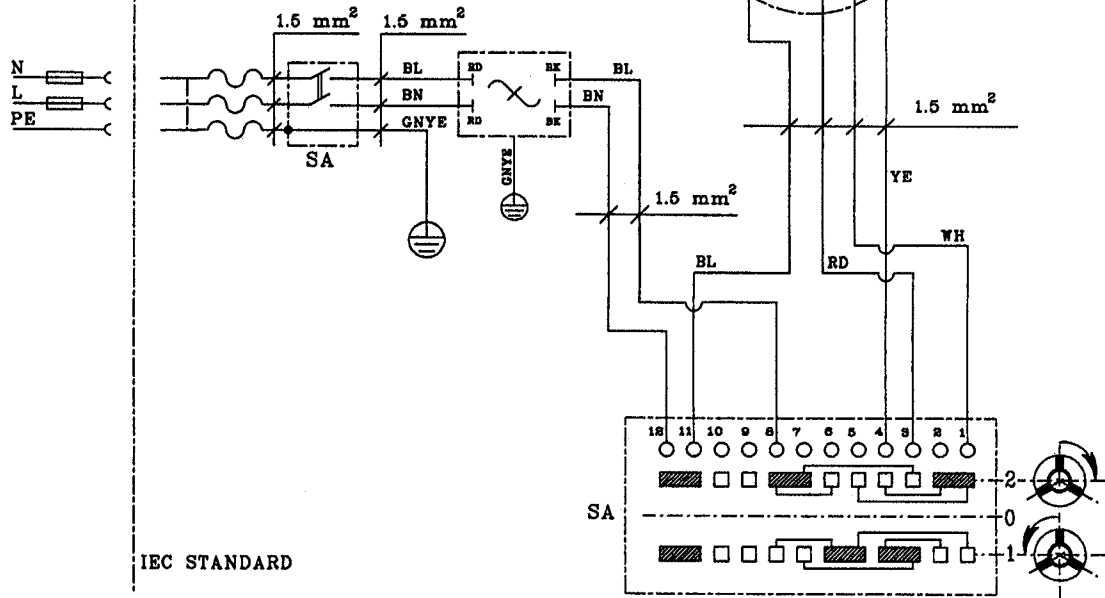 1.5 mm² 1.5 mm²
N BL RD BK BL
L BN RD BK BN
PE GNYE
SA
GNYE
1.5 mm²
1.5 mm²
YE
WH
BL RD
12 11 10 9 8 7 6 5 4 3 2 1
2
SA 0
1
IEC STANDARD